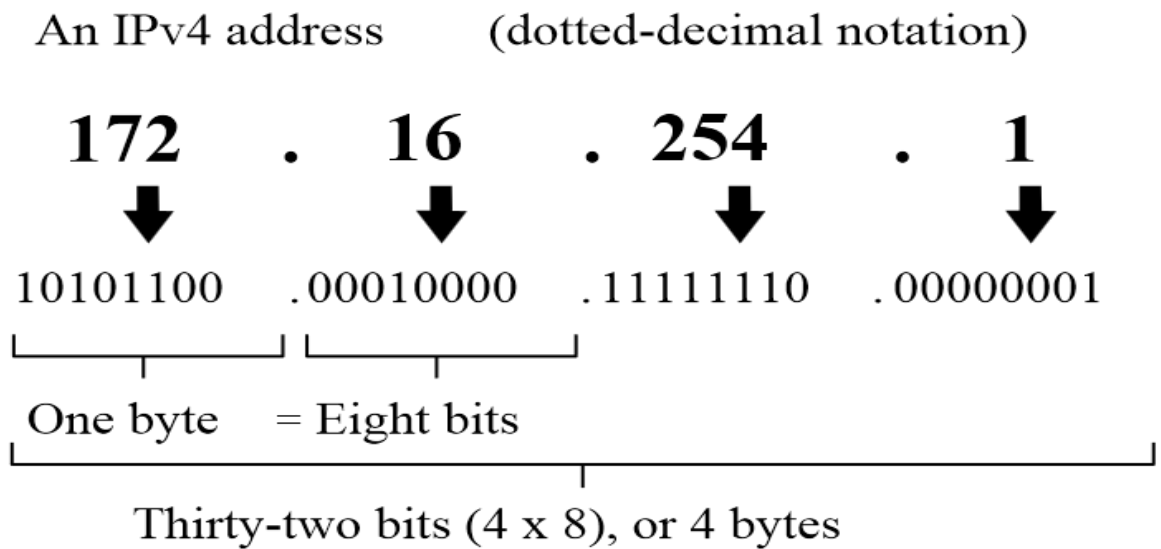 An IPv4 address (dotted-decimal notation)
172 . 16 . 254 . 1
10101100 .00010000 .11111110 .00000001
One byte = Eight bits
Thirty-two bits (4 x 8), or 4 bytes